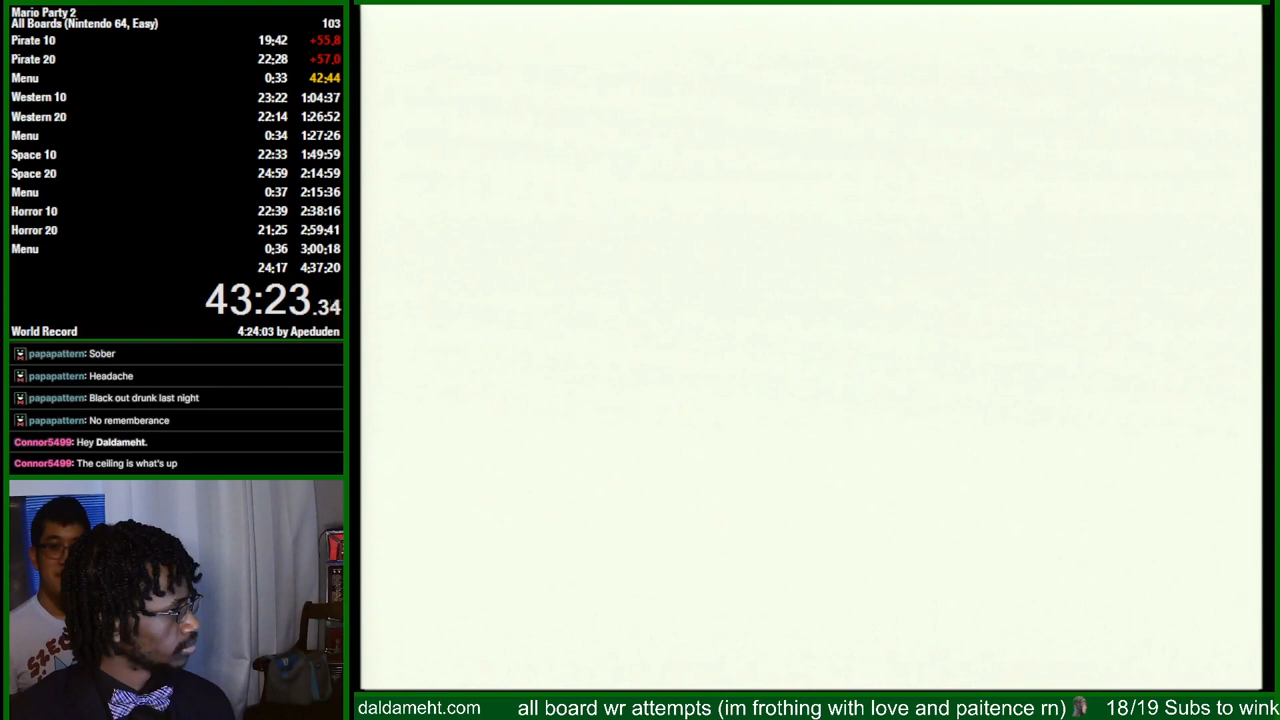 Mario Party 2
All Boards (Nintendo 64, Easy) 103
Pirate 10 19:42 +55.8
Pirate 20 22:28 +57.0
Menu 0:33 42:44
Western 10 23:22 1:04:37
Western 20 22:14 1:26:52
Menu 0:34 1:27:26
Space 10 22:33 1:49:59
Space 20 24:59 2:14:59
Menu 0:37 2:15:36
Horror 10 22:39 2:38:16
Horror 20 21:25 2:59:41
Menu 0:36 3:00:18
24:17 4:37:20
43:23.34
World Record 4:24:03 by Apeduden
papapattern: Sober
papapattern: Headache
papapattern: Black out drunk last night
papapattern: No rememberance
Connor5499: Hey Daldameht.
Connor5499: The ceiling is what's up
daldameht.com all board wr attempts (im frothing with love and paitence rn) 18/19 Subs to wink